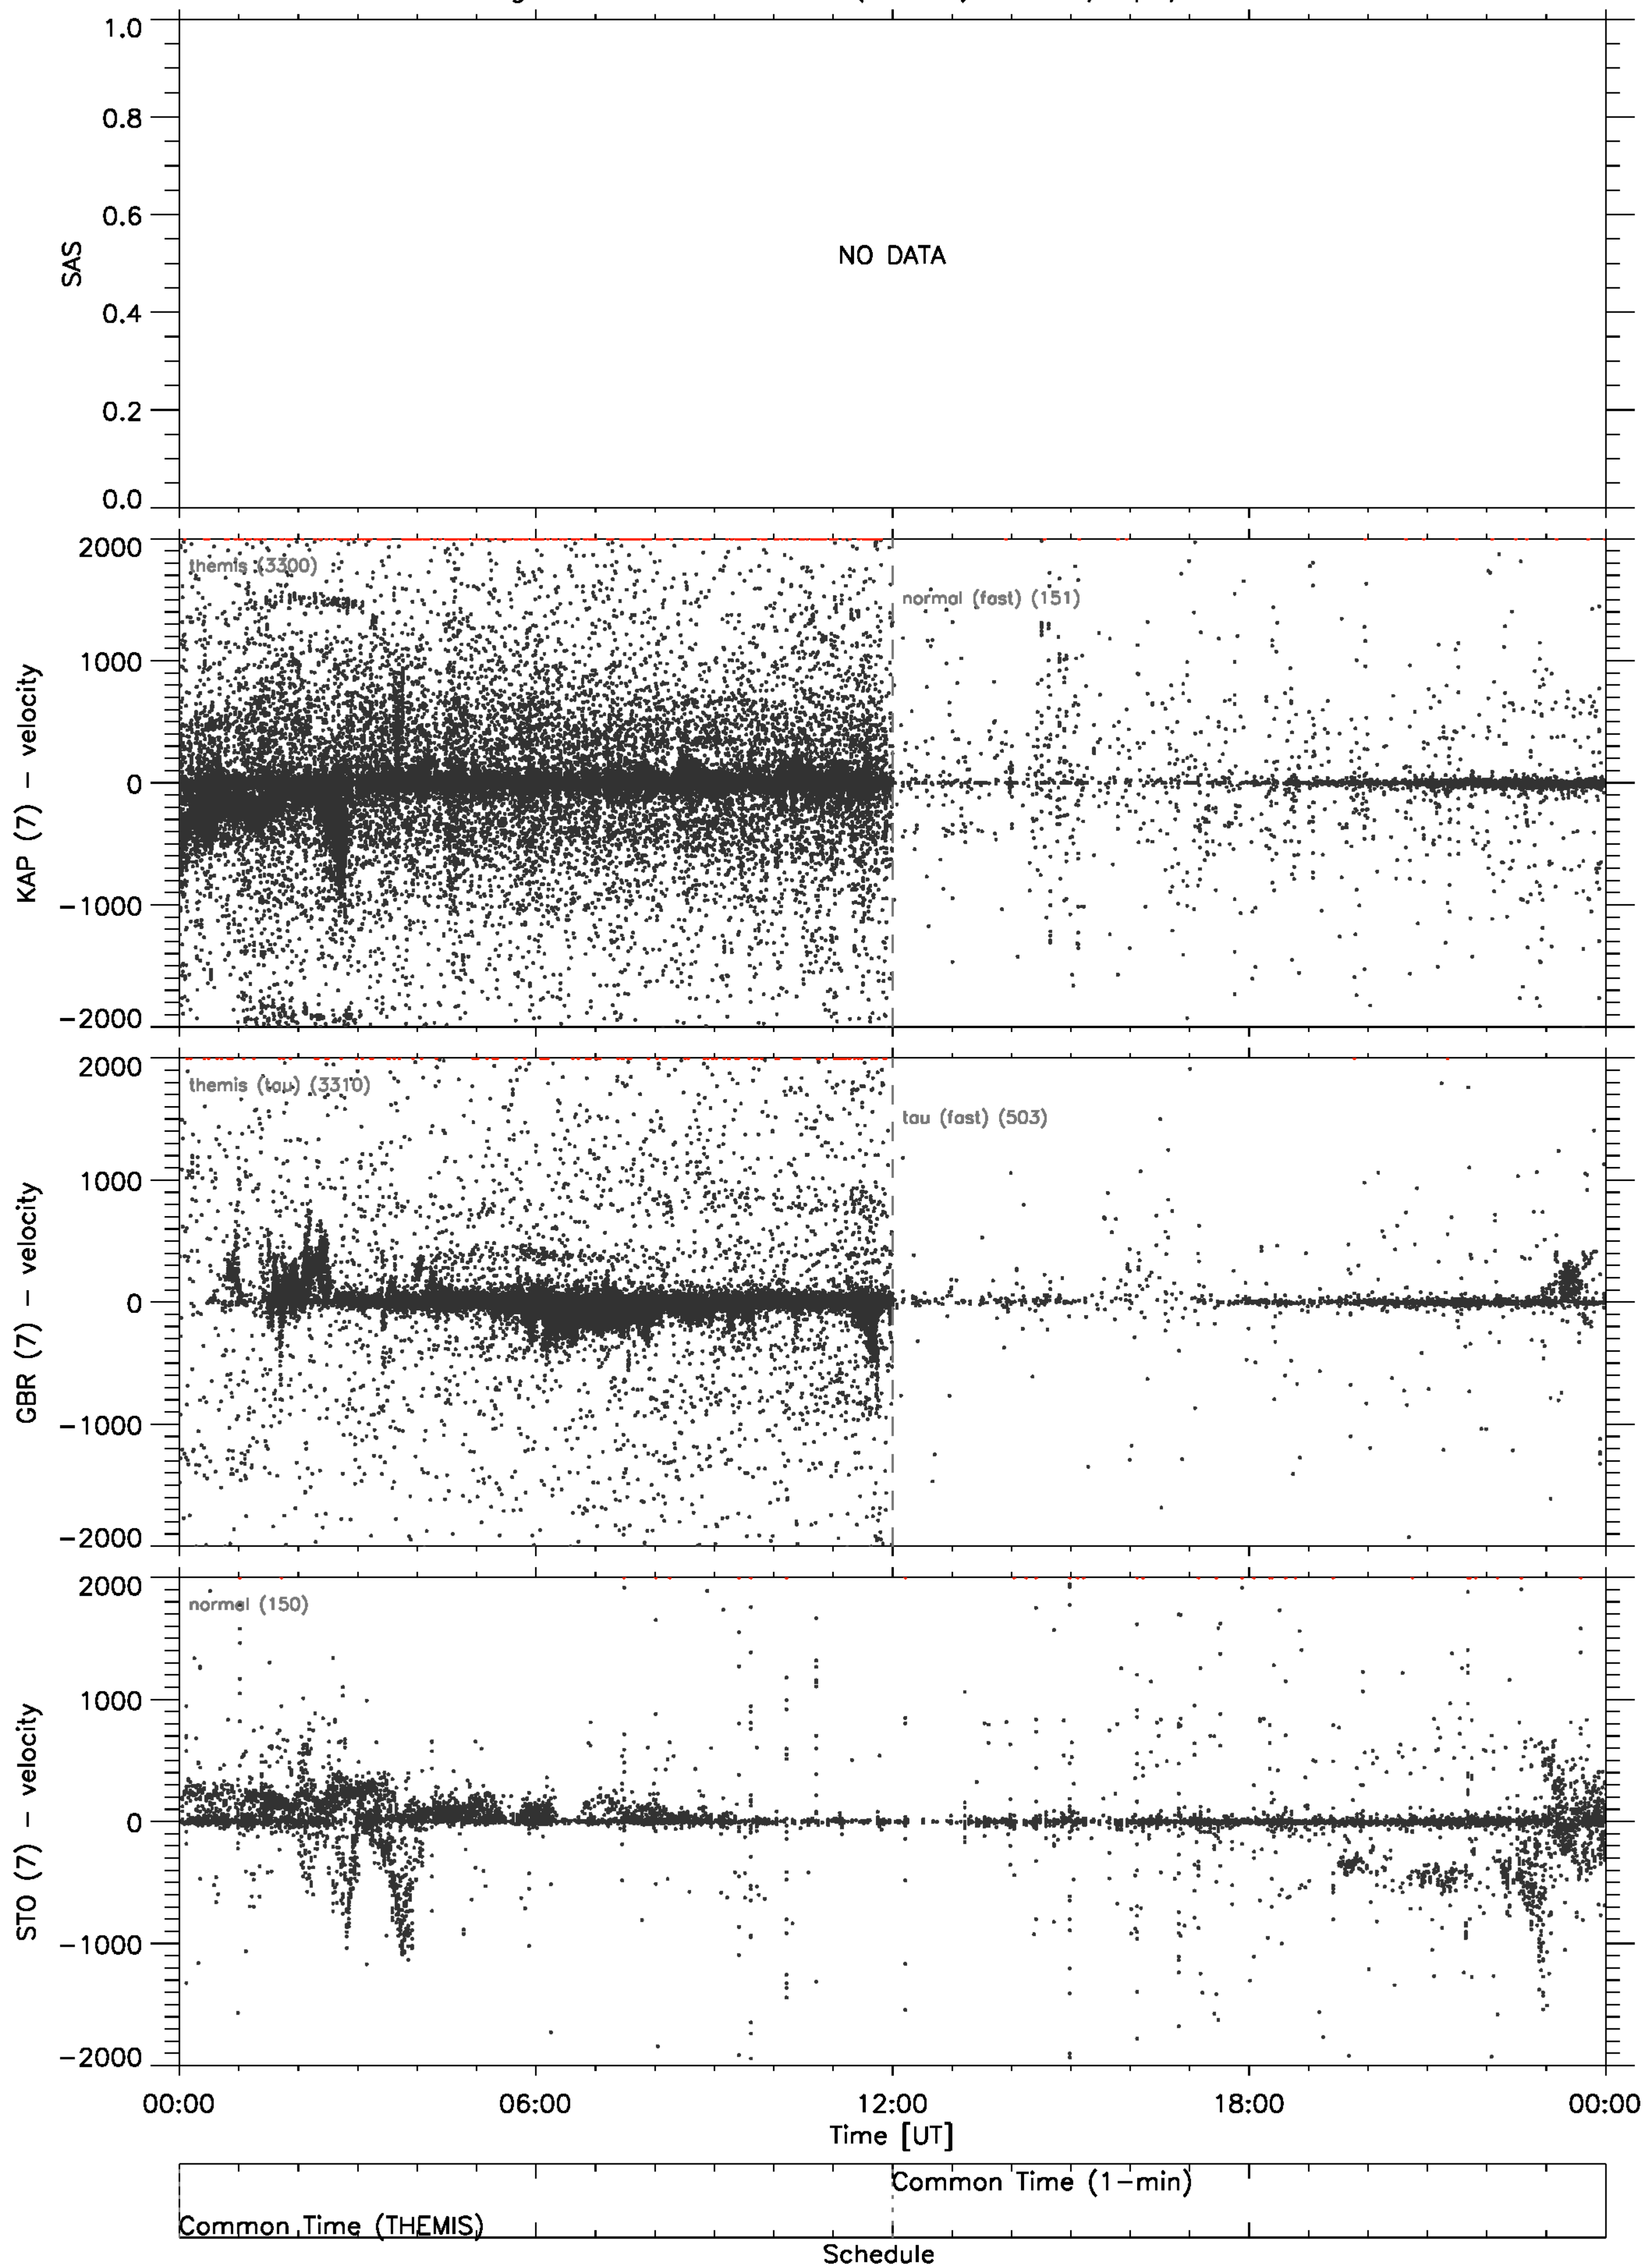 1.0
0.8
0.6
0.4
0.2
0.0
SAS
NO DATA
2000
1000
0
−1000
−2000
KAP (7) − velocity
themis (3300)
normal (fast) (151)
2000
1000
0
−1000
−2000
GBR (7) − velocity
themis (tau) (3310)
tau (fast) (503)
2000
1000
0
−1000
−2000
STO (7) − velocity
normal (150)
00:00 06:00 12:00 18:00 00:00
Time [UT]
Common Time (1−min)
Common Time (THEMIS)
Schedule